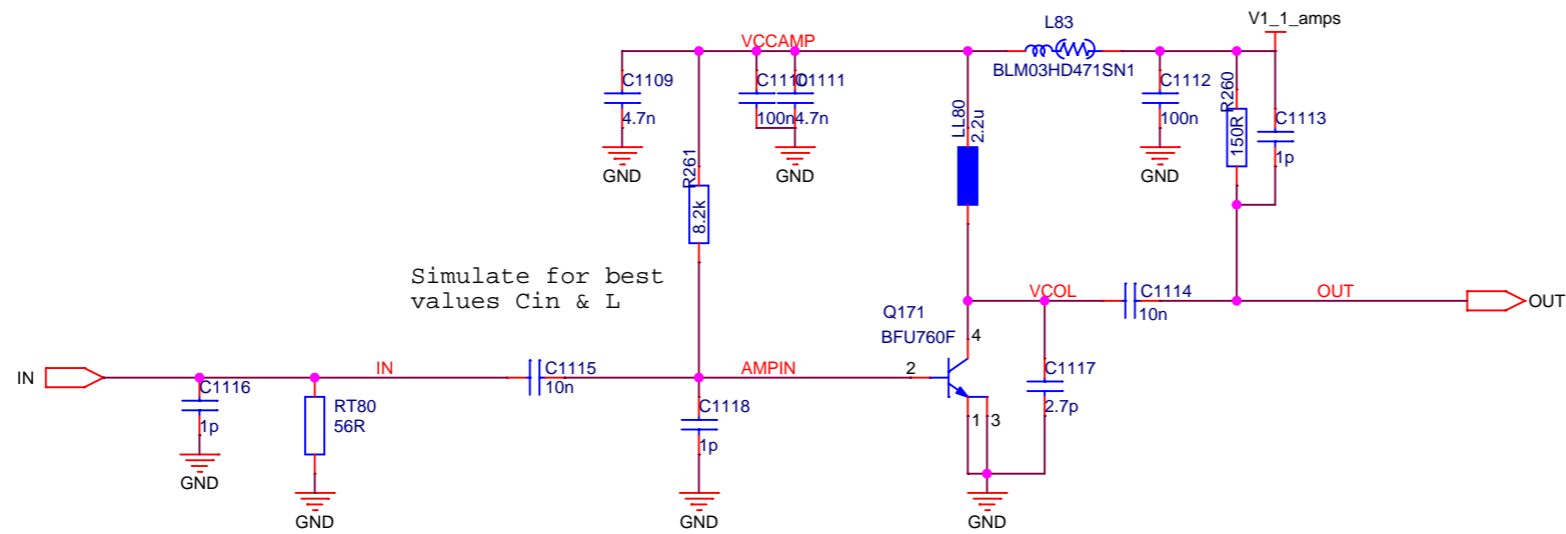 V1_1_amps
L83
VCCAMP
BLM03HD471SN1
C1109
4.7n
GND
C1110
100n
C1111
4.7n
GND
LL80
2.2u
C1112
100n
GND
R260
150R
C1113
1p
R261
8.2k
Simulate for best
values Cin & L
VCOL
C1114
10n
OUT
OUT
Q171
BFU760F
4
2
1
3
C1117
2.7p
IN
IN
C1115
10n
AMPIN
C1116
1p
GND
RT80
56R
GND
C1118
1p
GND
GND